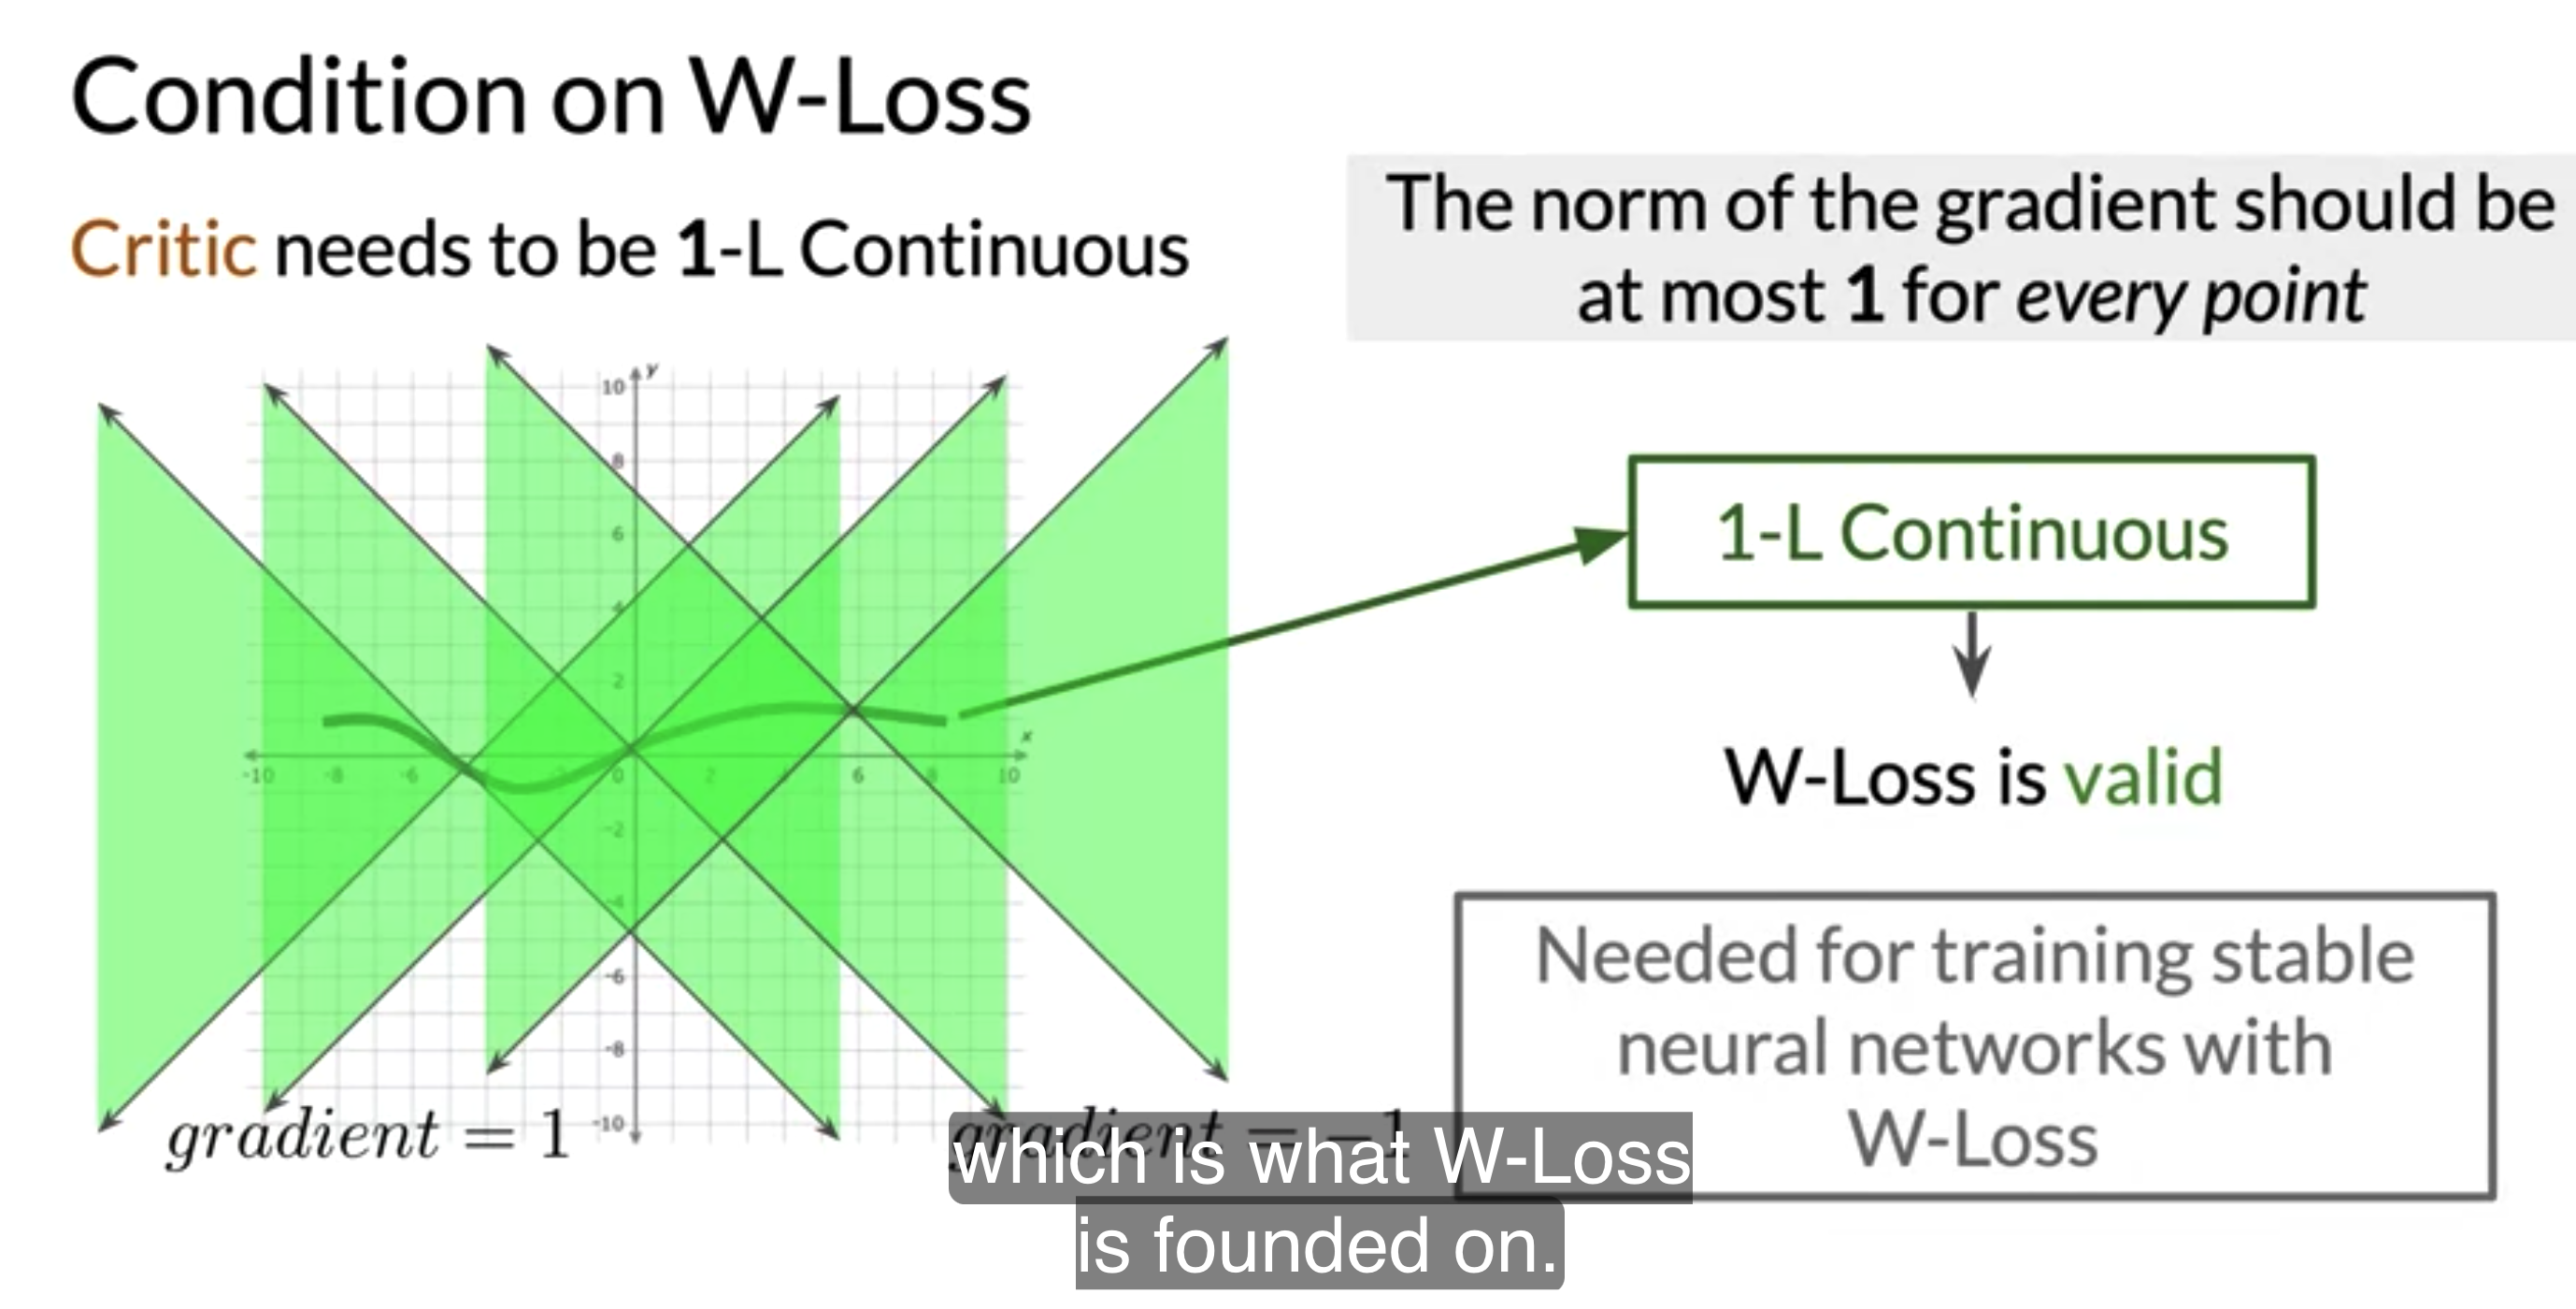 Condition on W-Loss
Critic needs to be 1-L Continuous
The norm of the gradient should be
at most 1 for every point
y
10
8
6
4
2
x
-10 -8 -6 -2 0 2 4 6 8 10
-2
-4
-6
-8
-10
gradient = 1
gradient = -1
1-L Continuous
W-Loss is valid
Needed for training stable
neural networks with
W-Loss
which is what W-Loss
is founded on.